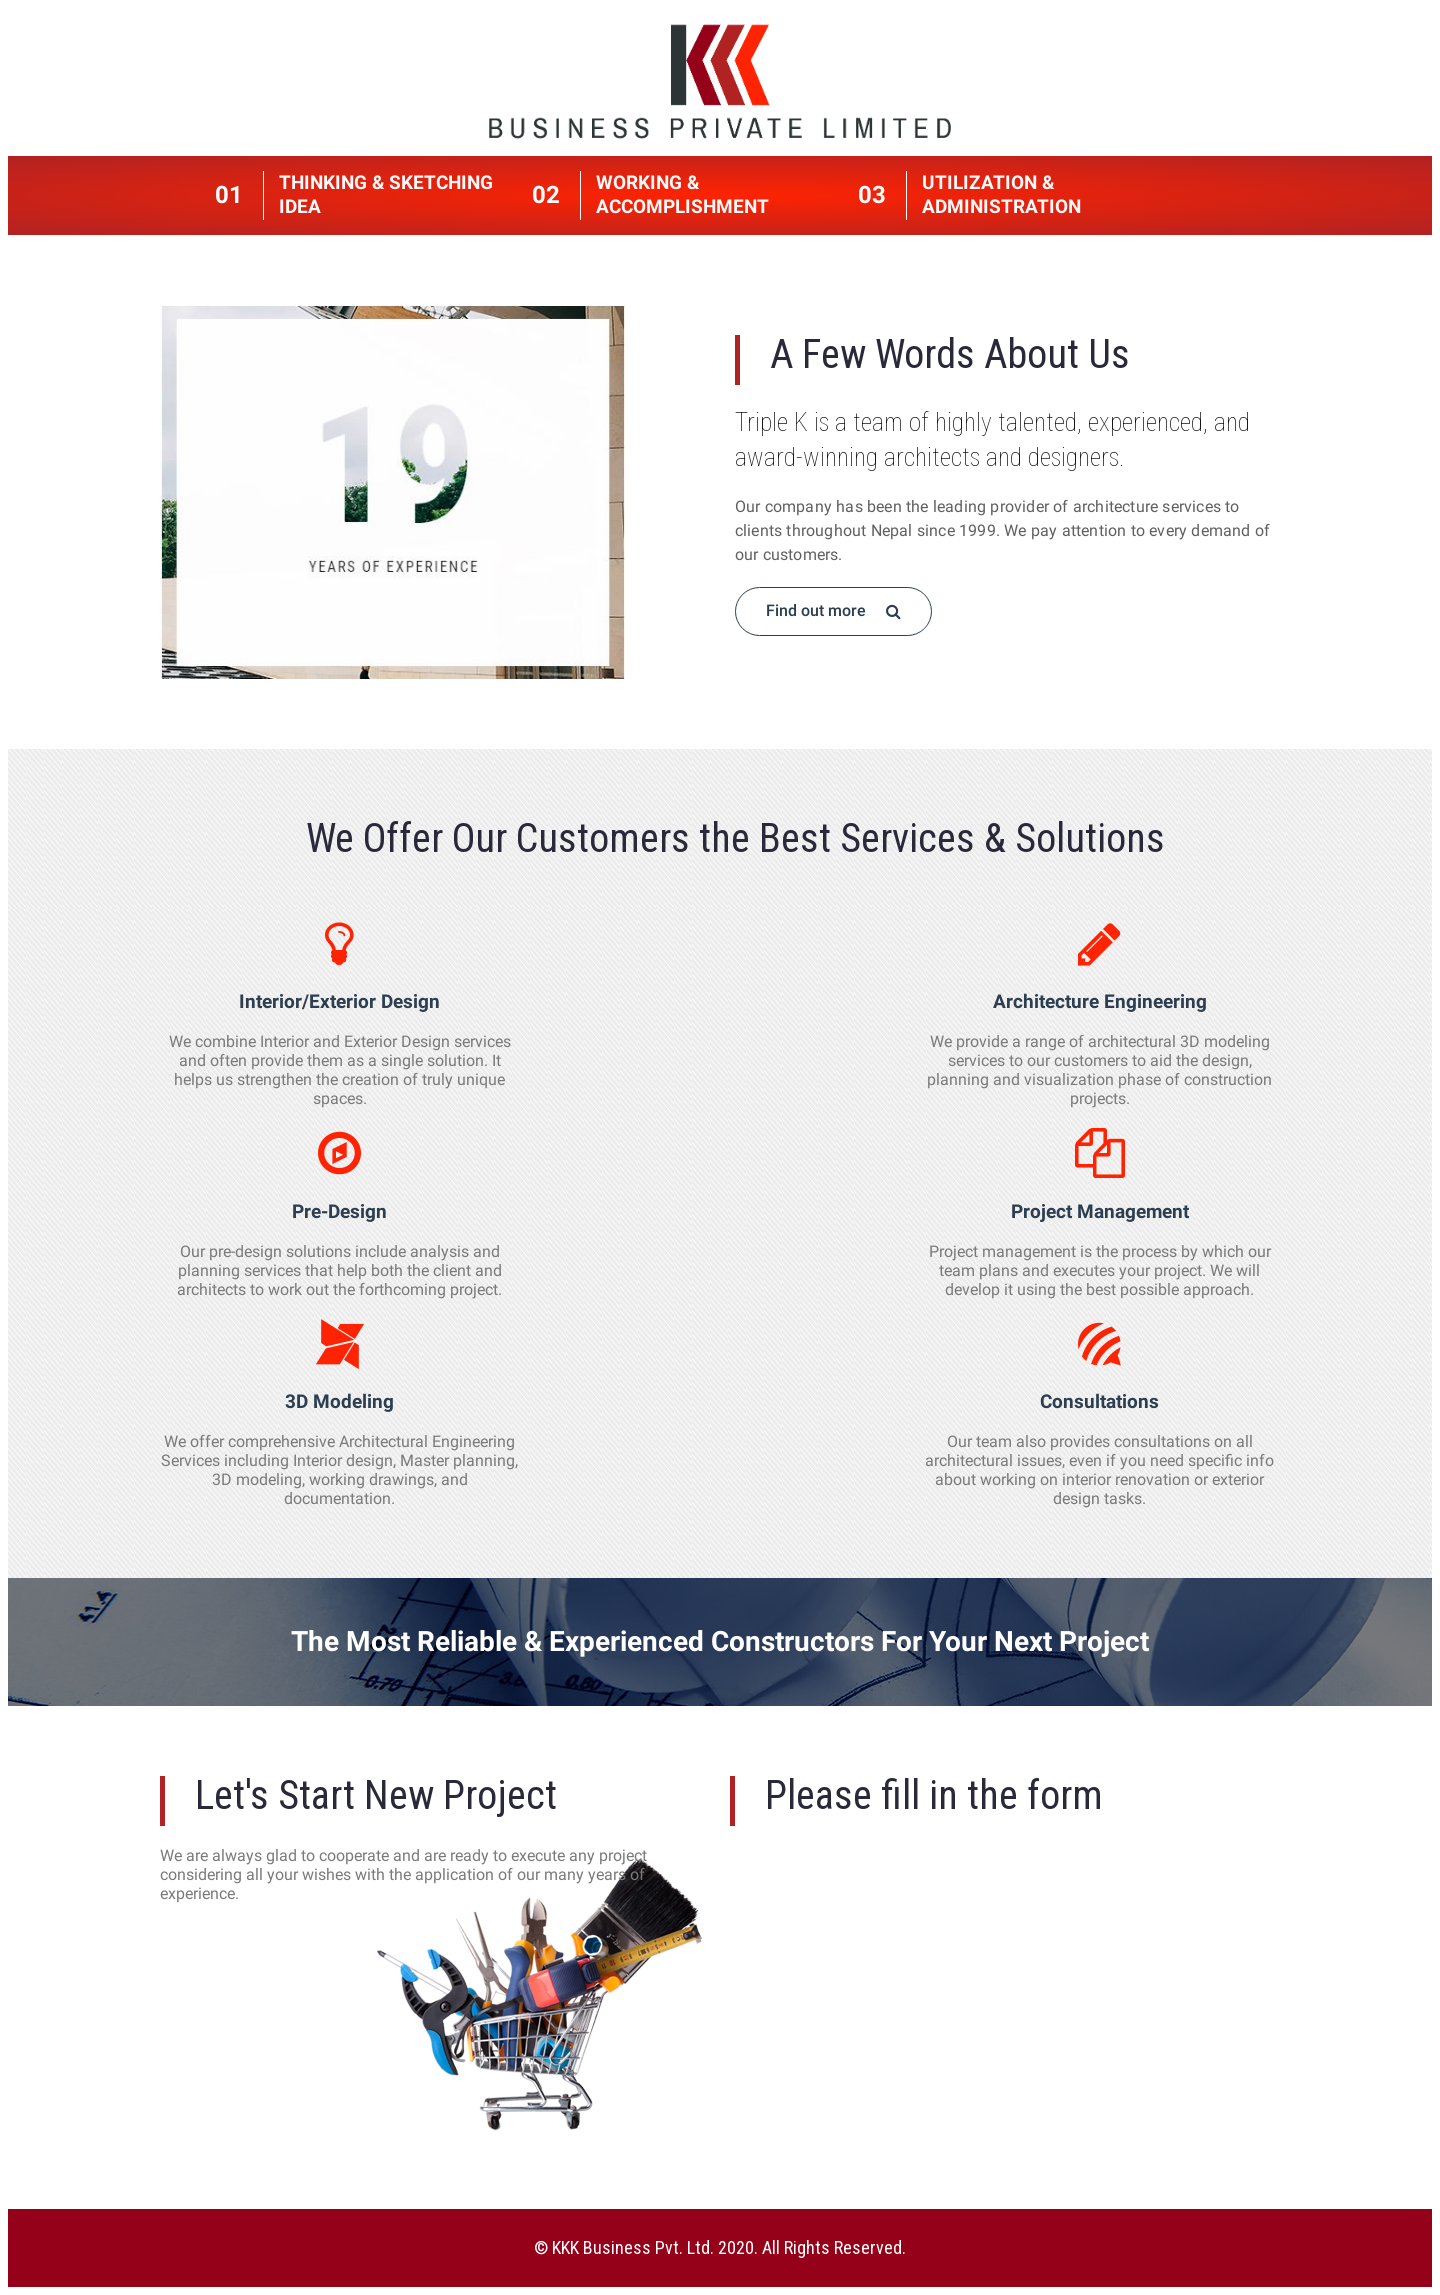 KKK
BUSINESS PRIVATE LIMITED
01
THINKING & SKETCHING
IDEA
02
WORKING &
ACCOMPLISHMENT
03
UTILIZATION &
ADMINISTRATION
19
YEARS OF EXPERIENCE
A Few Words About Us
Triple K is a team of highly talented, experienced, and
award-winning architects and designers.
Our company has been the leading provider of architecture services to
clients throughout Nepal since 1999. We pay attention to every demand of
our customers.
Find out more
We Offer Our Customers the Best Services & Solutions
Interior/Exterior Design
We combine Interior and Exterior Design services
and often provide them as a single solution. It
helps us strengthen the creation of truly unique
spaces.
Architecture Engineering
We provide a range of architectural 3D modeling
services to our customers to aid the design,
planning and visualization phase of construction
projects.
Pre-Design
Our pre-design solutions include analysis and
planning services that help both the client and
architects to work out the forthcoming project.
Project Management
Project management is the process by which our
team plans and executes your project. We will
develop it using the best possible approach.
3D Modeling
We offer comprehensive Architectural Engineering
Services including Interior design, Master planning,
3D modeling, working drawings, and
documentation.
Consultations
Our team also provides consultations on all
architectural issues, even if you need specific info
about working on interior renovation or exterior
design tasks.
The Most Reliable & Experienced Constructors For Your Next Project
0.70
0.80
Let's Start New Project
We are always glad to cooperate and are ready to execute any project
considering all your wishes with the application of our many years of
experience.
Please fill in the form
© KKK Business Pvt. Ltd. 2020. All Rights Reserved.